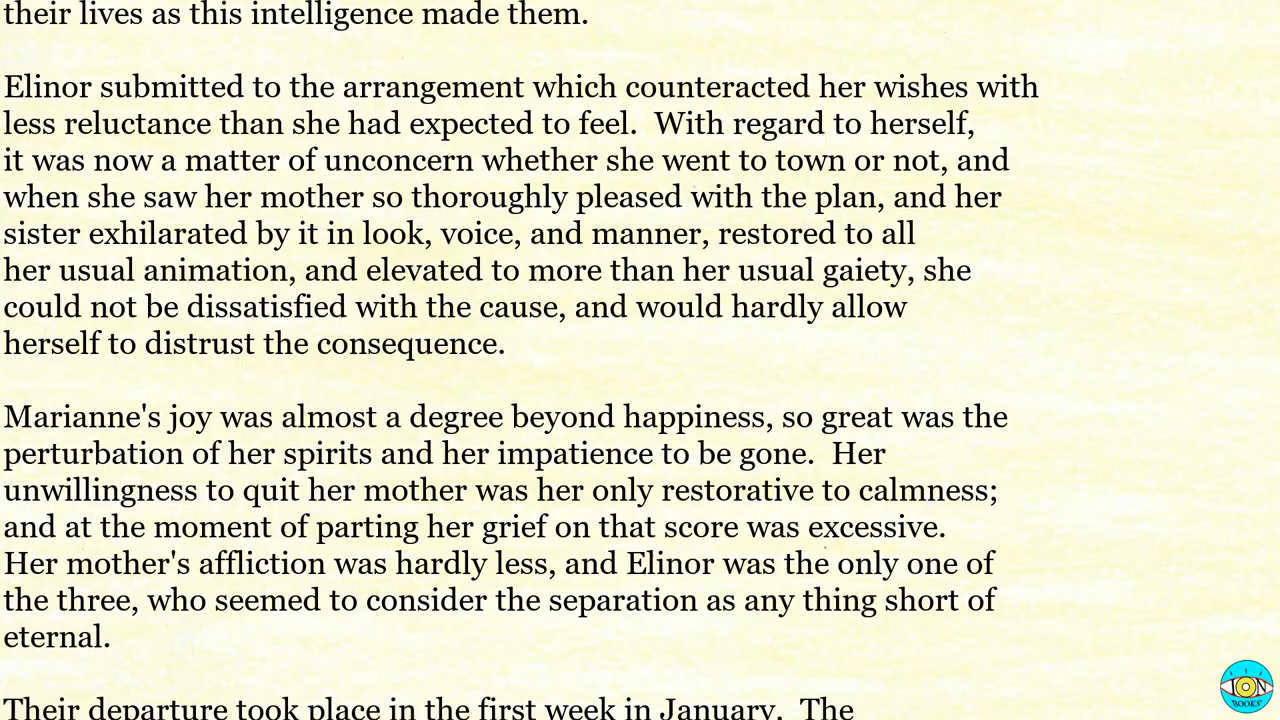 their lives as this intelligence made them.
Elinor submitted to the arrangement which counteracted her wishes with
less reluctance than she had expected to feel.  With regard to herself,
it was now a matter of unconcern whether she went to town or not, and
when she saw her mother so thoroughly pleased with the plan, and her
sister exhilarated by it in look, voice, and manner, restored to all
her usual animation, and elevated to more than her usual gaiety, she
could not be dissatisfied with the cause, and would hardly allow
herself to distrust the consequence.
Marianne's joy was almost a degree beyond happiness, so great was the
perturbation of her spirits and her impatience to be gone.  Her
unwillingness to quit her mother was her only restorative to calmness;
and at the moment of parting her grief on that score was excessive.
Her mother's affliction was hardly less, and Elinor was the only one of
the three, who seemed to consider the separation as any thing short of
eternal.
Their departure took place in the first week in January.  The
ION
BOOKS